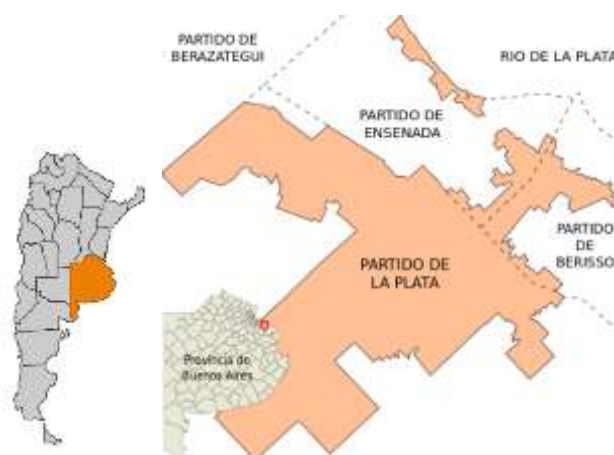 PARTIDO DE
BERAZATEGUI
RIO DE LA PLATA
PARTIDO DE
ENSENADA
PARTIDO
DE
BERISSO
PARTIDO DE
LA PLATA
Provincia de
Buenos Aires